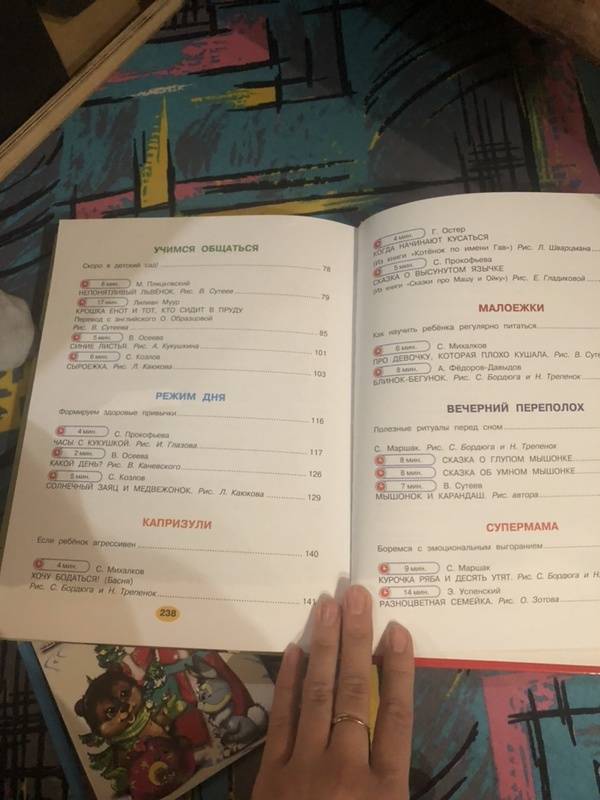 УЧИМСЯ ОБЩАТЬСЯ
Скоро в детский сад! 78
6 мин. М. Пляцковский
НЕПОНЯТЛИВЫЙ ЛЬВЁНОК. Рис. В. Сутеева 79
17 мин. Лилиан Муур
КРОШКА ЕНОТ И ТОТ, КТО СИДИТ В ПРУДУ
Перевод с английского О. Образцовой
Рис. В. Сутеева 85
5 мин. В. Осеева
СИНИЕ ЛИСТЬЯ. Рис. А. Кукушкина 101
6 мин. С. Козлов
СЫРОЕЖКА. Рис. Л. Каюкова 103
РЕЖИМ ДНЯ
Формируем здоровые привычки 116
4 мин. С. Прокофьева
ЧАСЫ С КУКУШКОЙ. Рис. И. Глазова 117
2 мин. В. Осеева
КАКОЙ ДЕНЬ? Рис. В. Каневского 126
5 мин. С. Козлов
СОЛНЕЧНЫЙ ЗАЯЦ И МЕДВЕЖОНОК. Рис. Л. Каюкова 129
КАПРИЗУЛИ
Если ребёнок агрессивен 140
4 мин. С. Михалков
ХОЧУ БОДАТЬСЯ! (Басня)
Рис. С. Бордюга и Н. Трепенок 141
238
4 мин. Г. Остер
КОГДА НАЧИНАЮТ КУСАТЬСЯ
(Из книги «Котёнок по имени Гав») Рис. Л. Шварцмана
5 мин. С. Прокофьева
СКАЗКА О ВЫСУНУТОМ ЯЗЫЧКЕ
(Из книги «Сказки про Машу и Ойку») Рис. Е. Гладиковой
МАЛОЕЖКИ
Как научить ребёнка регулярно питаться
6 мин. С. Михалков
ПРО ДЕВОЧКУ, КОТОРАЯ ПЛОХО КУШАЛА. Рис. В. Суте
8 мин. А. Фёдоров-Давыдов
БЛИНОК-БЕГУНОК. Рис. С. Бордюга и Н. Трепенок
ВЕЧЕРНИЙ ПЕРЕПОЛОХ
Полезные ритуалы перед сном
С. Маршак. Рис. С. Бордюга и Н. Трепенок
8 мин. СКАЗКА О ГЛУПОМ МЫШОНКЕ
8 мин. СКАЗКА ОБ УМНОМ МЫШОНКЕ
7 мин. В. Сутеев
МЫШОНОК И КАРАНДАШ. Рис. автора
СУПЕРМАМА
Боремся с эмоциональным выгоранием
9 мин. С. Маршак
КУРОЧКА РЯБА И ДЕСЯТЬ УТЯТ. Рис. С. Бордюга и Н
14 мин. Э. Успенский
РАЗНОЦВЕТНАЯ СЕМЕЙКА. Рис. О. Зотова